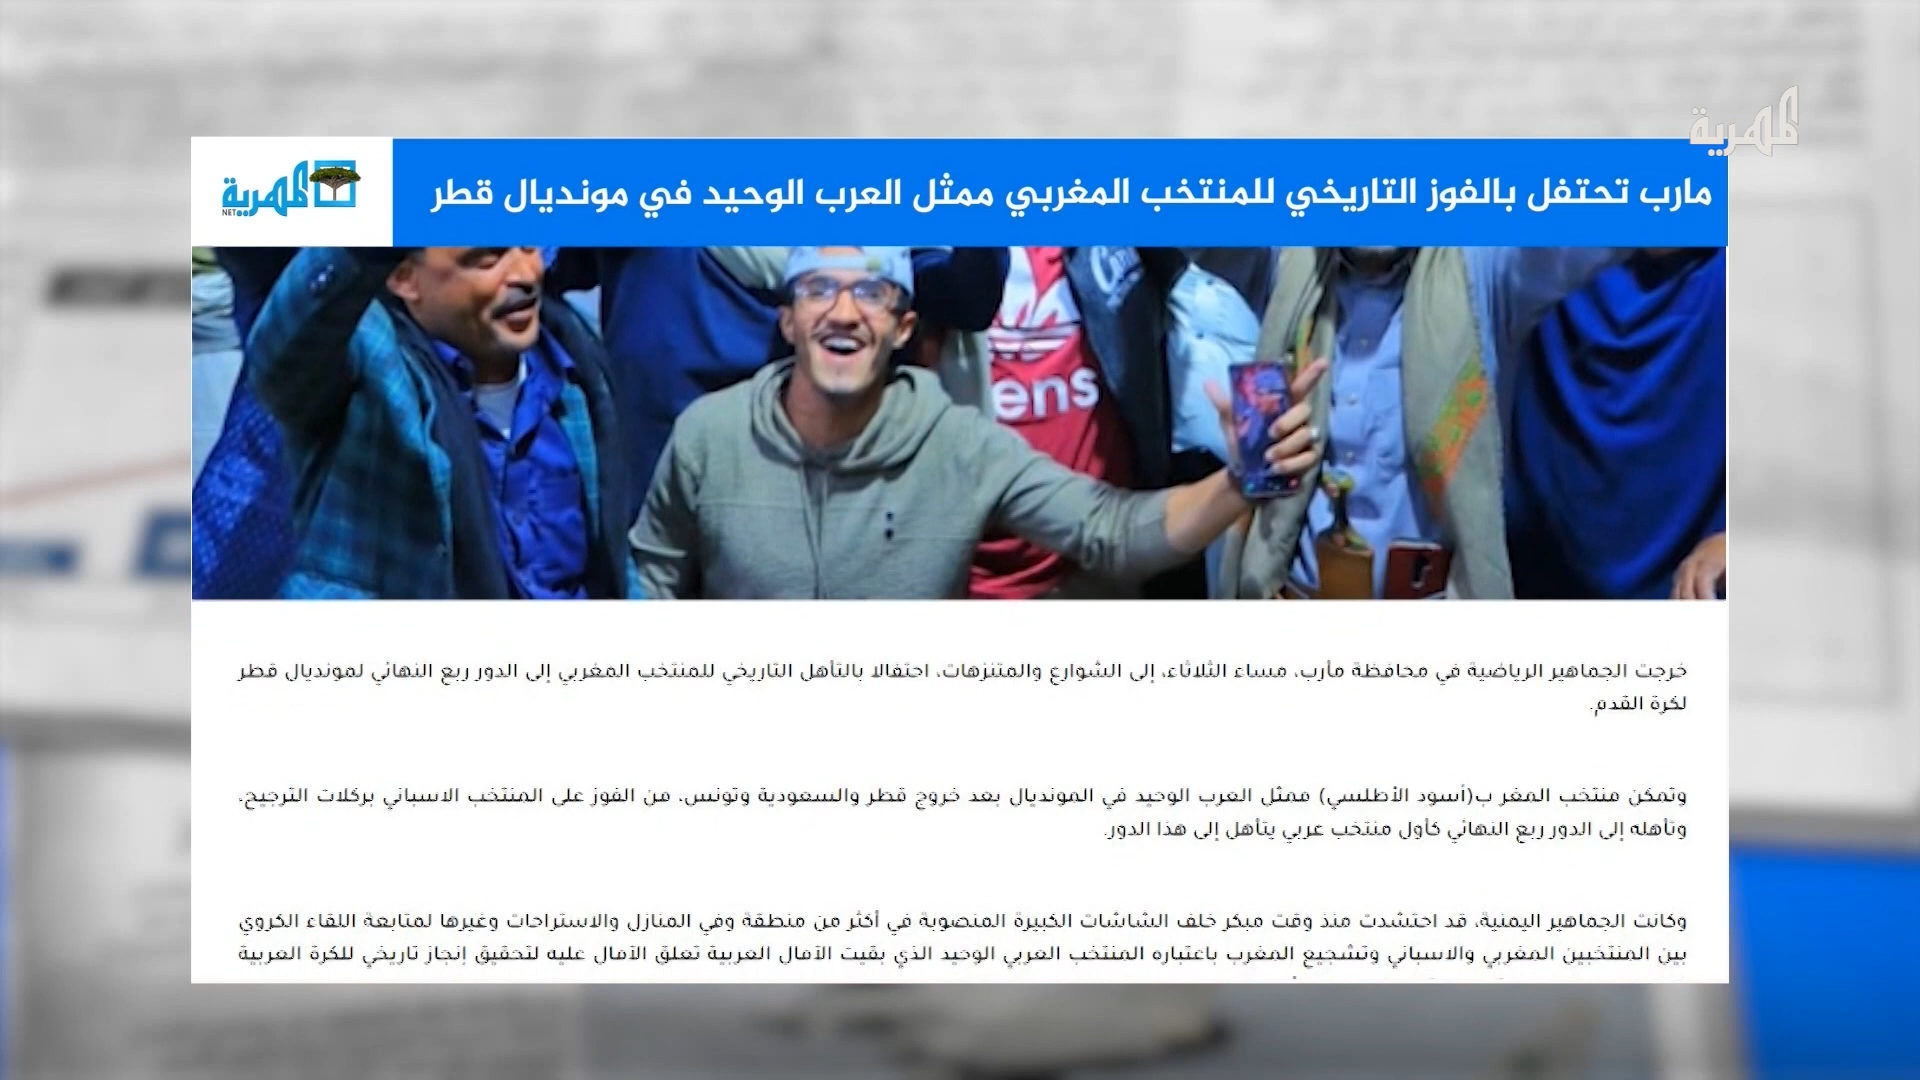 المهرية
المهرية
NET
مارب تحتفل بالفوز التاريخي للمنتخب المغربي ممثل العرب الوحيد في مونديال قطر
ens
خرجت الجماهير الرياضية في محافظة مأرب، مساء الثلاثاء، إلى الشوارع والمتنزهات، احتفالا بالتأهل التاريخي للمنتخب المغربي إلى الدور ربع النهائي لمونديال قطر
لكرة القدم.
وتمكن منتخب المغر ب(أسود الأطلسي) ممثل العرب الوحيد في المونديال بعد خروج قطر والسعودية وتونس، من الفوز على المنتخب الاسباني بركلات الترجيح،
وتأهله إلى الدور ربع النهائي كأول منتخب عربي يتأهل إلى هذا الدور.
وكانت الجماهير اليمنية، قد احتشدت منذ وقت مبكر خلف الشاشات الكبيرة المنصوبة في أكثر من منطقة وفي المنازل والاستراحات وغيرها لمتابعة اللقاء الكروي
بين المنتخبين المغربي والاسباني وتشجيع المغرب باعتباره المنتخب العربي الوحيد الذي بقيت الآمال العربية تعلق الآمال عليه لتحقيق إنجاز تاريخي للكرة العربية